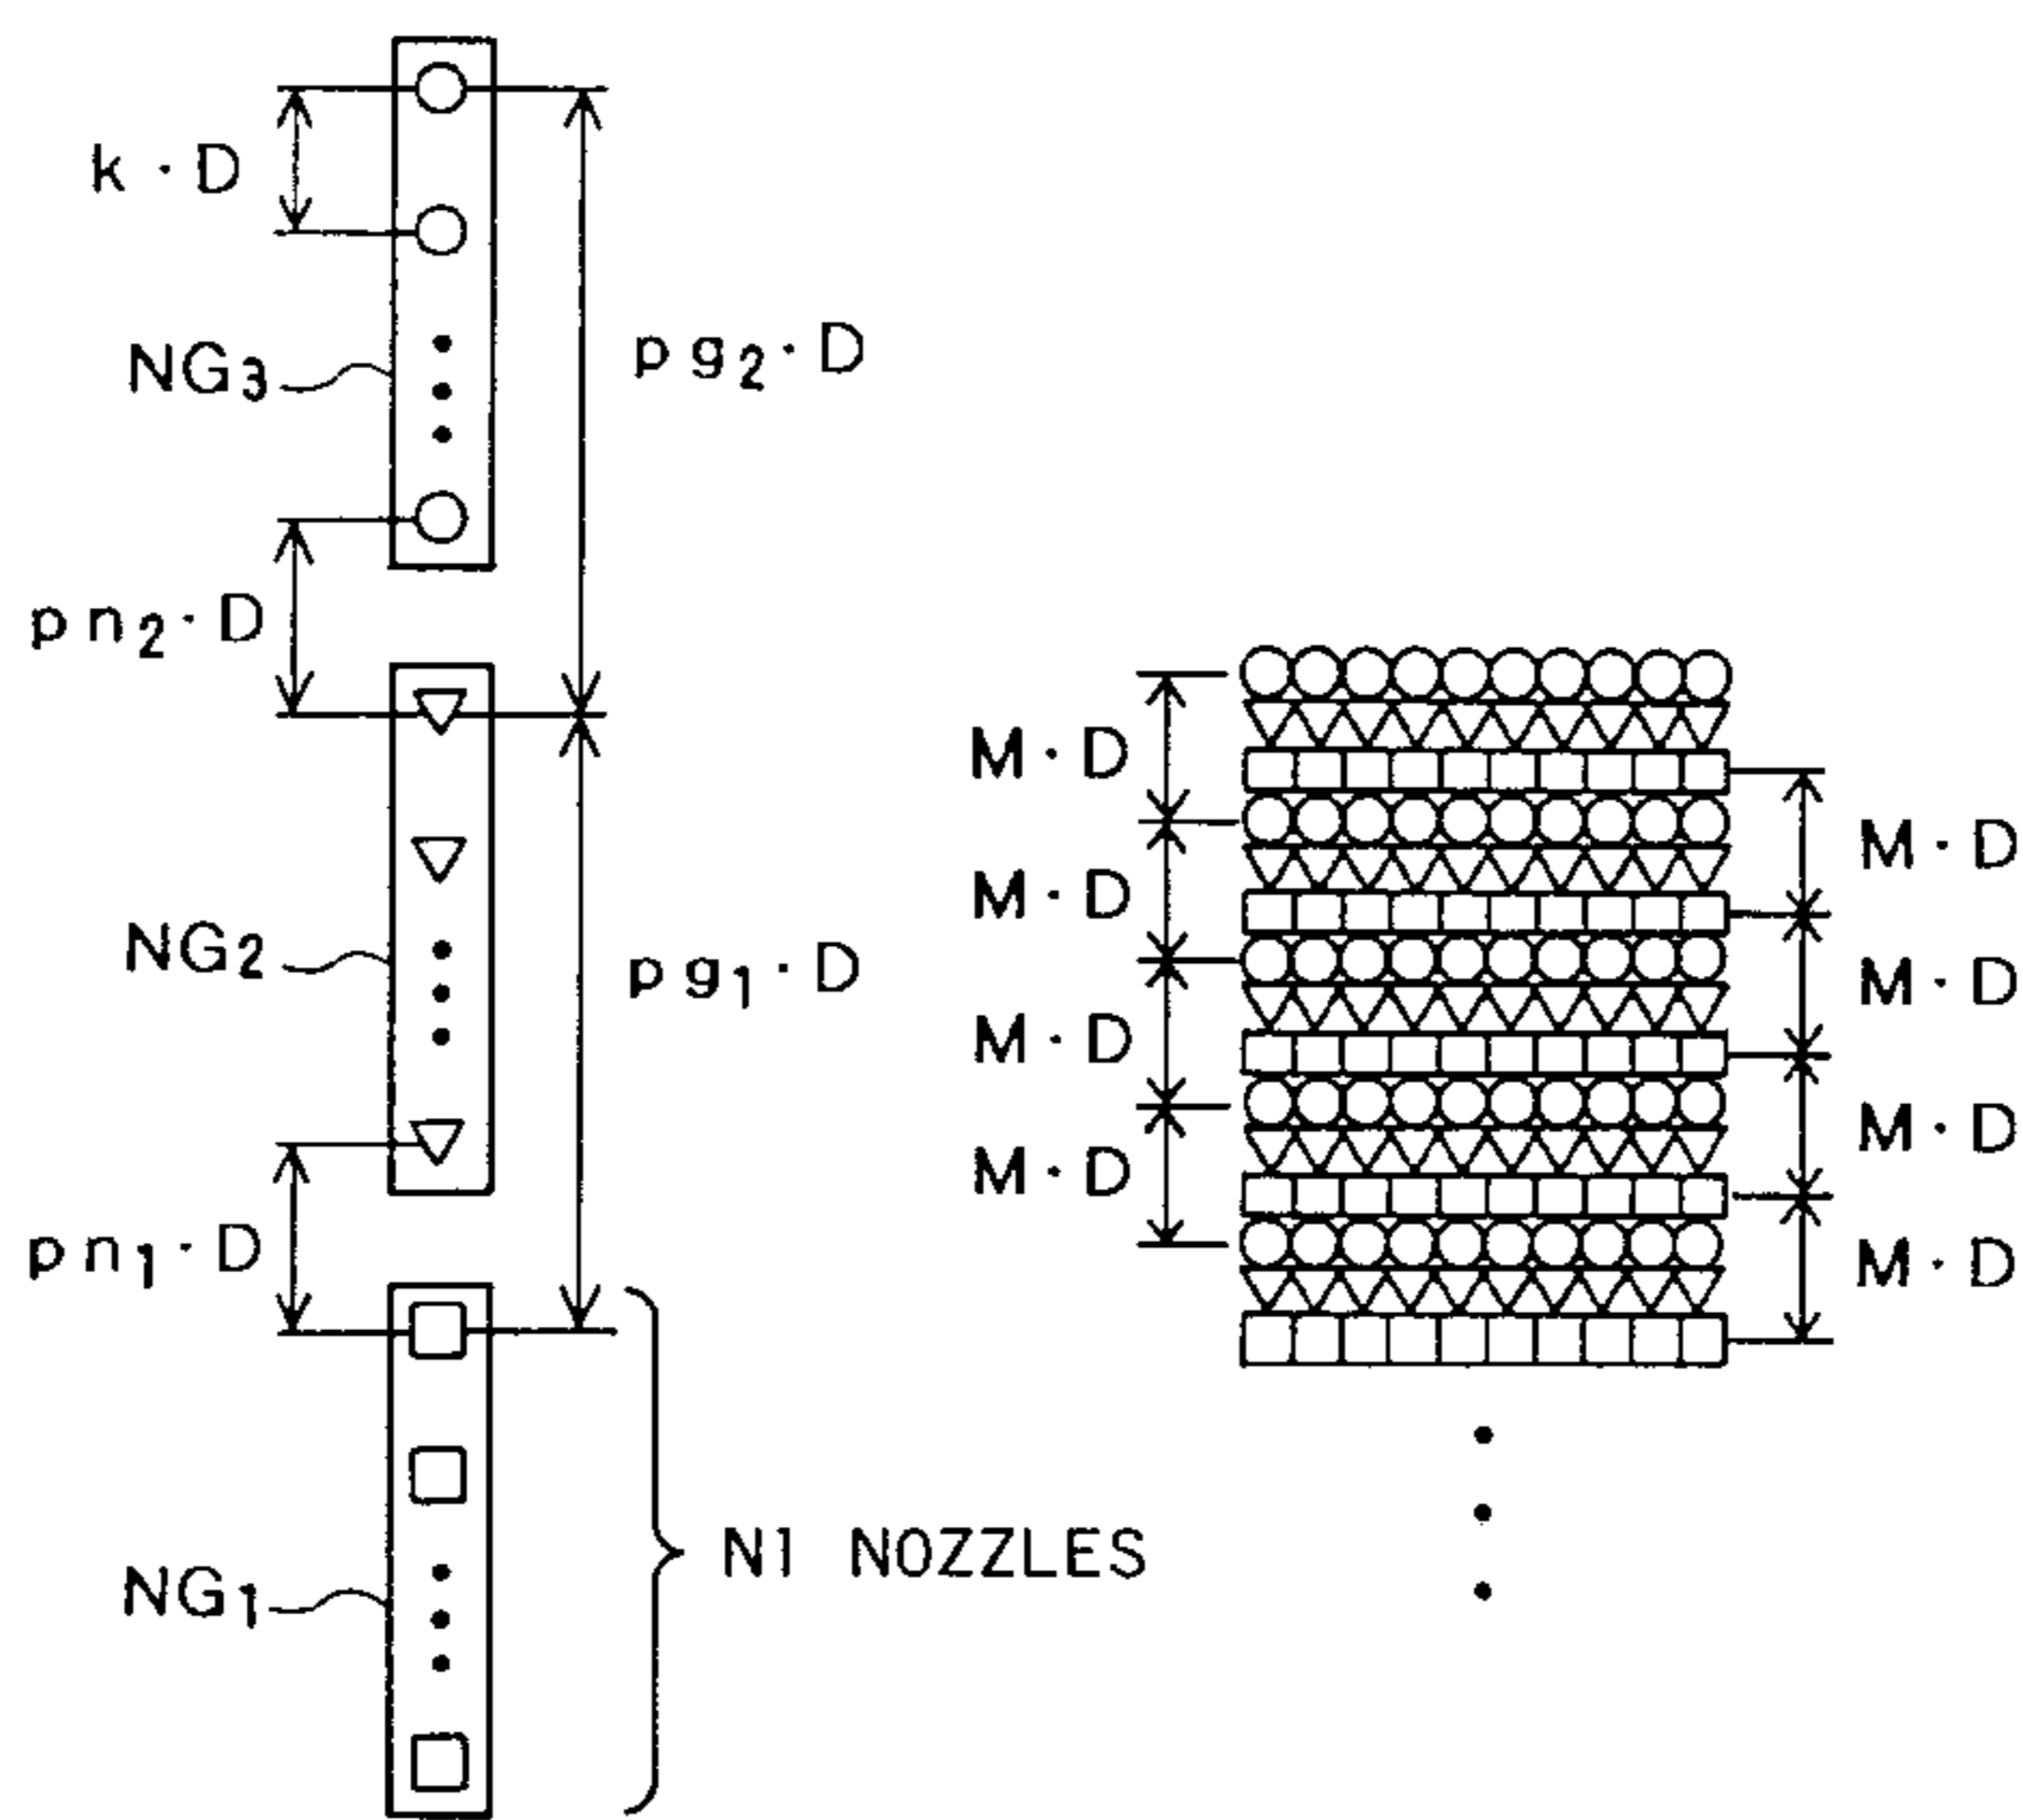 k · D
NG3
pg2 · D
pn2 · D
NG2
pg1 · D
pn1 · D
NG1
N1 NOZZLES
M · D
M · D
M · D
M · D
M · D
M · D
M · D
M · D